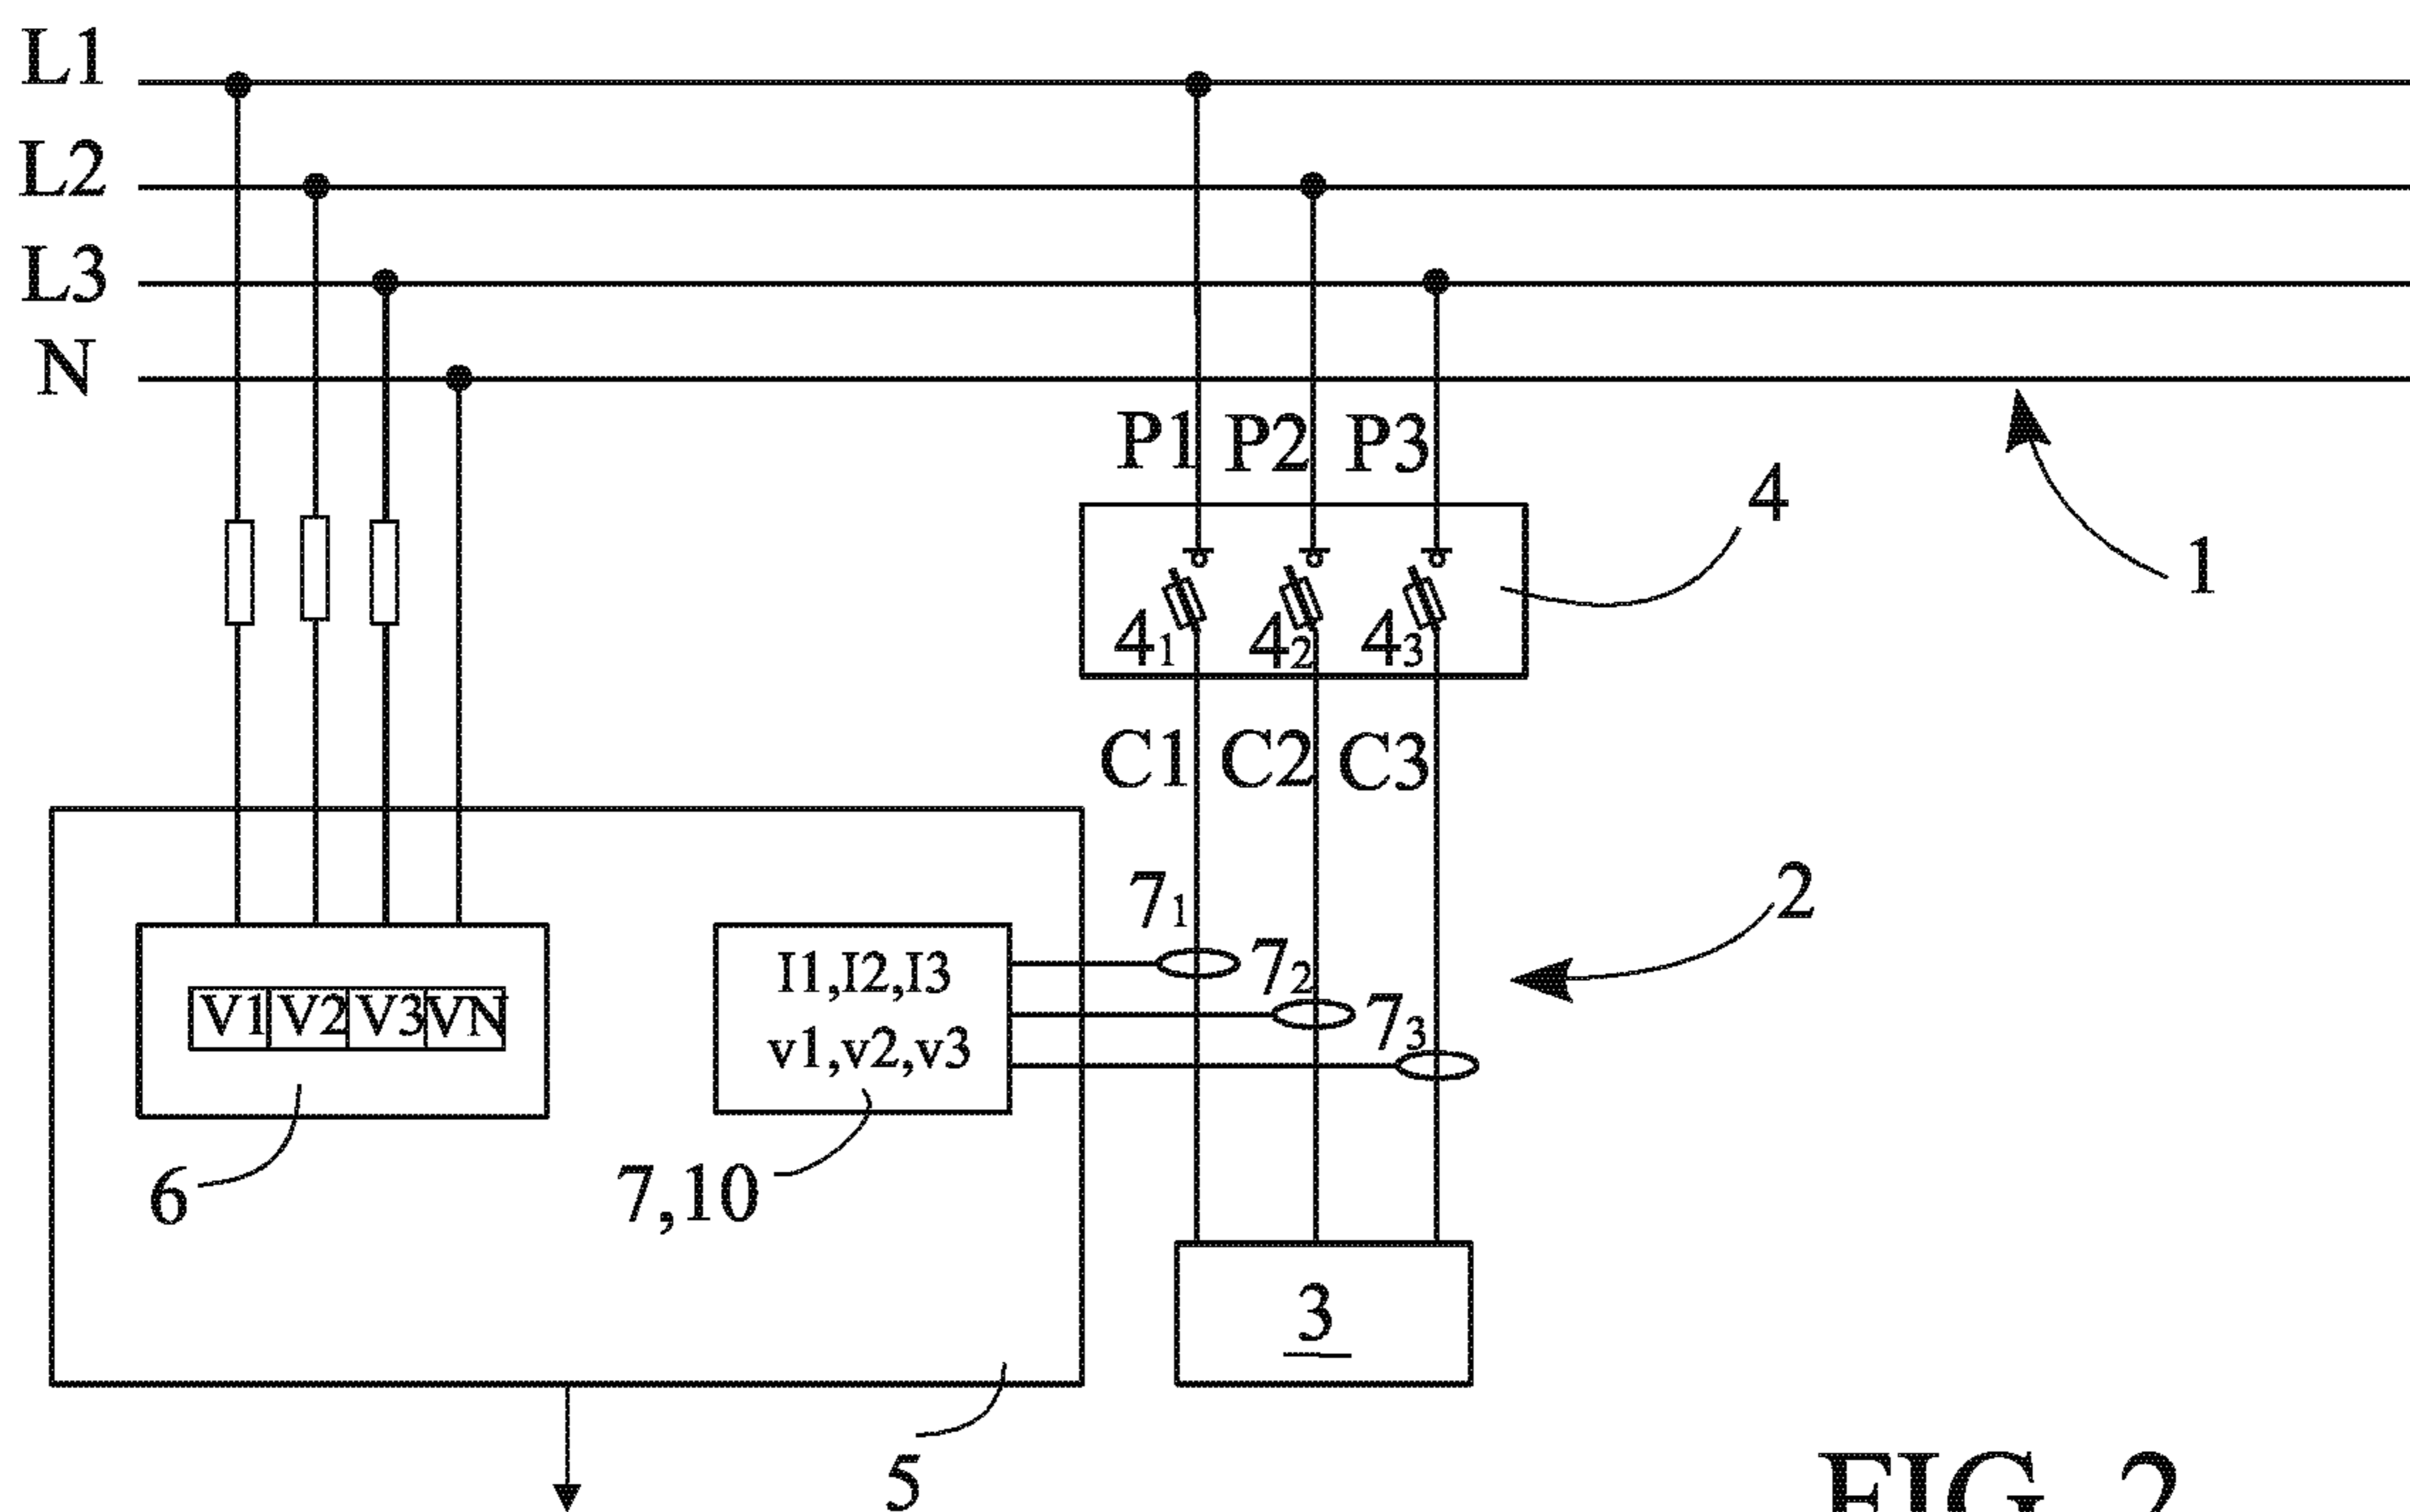 L1
L2
L3
N
P1 P2 P3
4
1
4₁ 4₂ 4₃
C1 C2 C3
2
7₁
7₂
7₃
I1,I2,I3
v1,v2,v3
V1 V2 V3 VN
6
7,10
3
5
FIG. 2